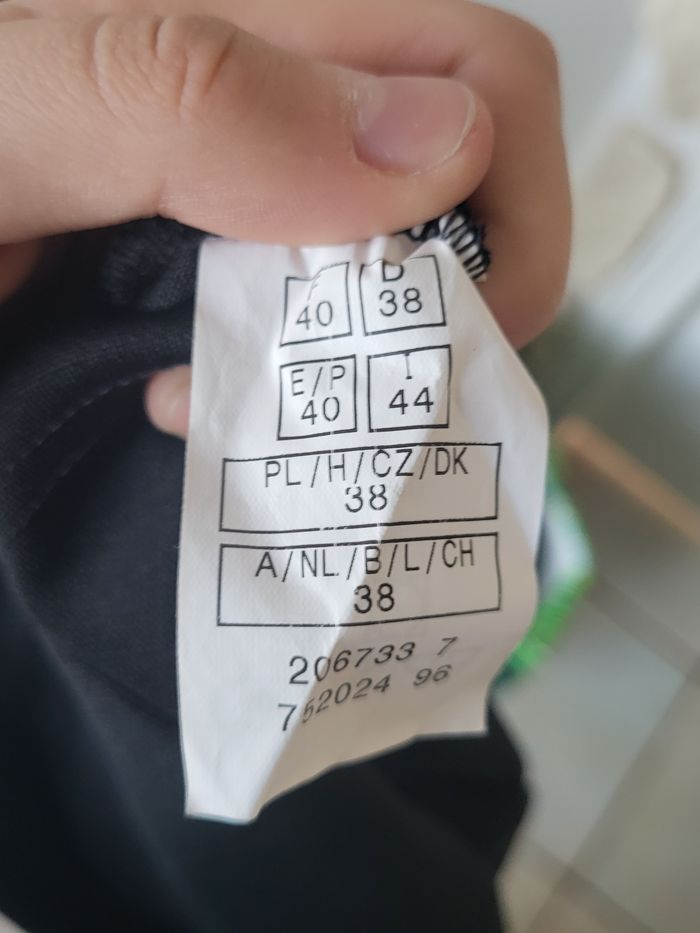 F D
40 38
E/P I
40 44
PL/H/CZ/DK
38
A/NL/B/L/CH
38
206733 7
752024 96